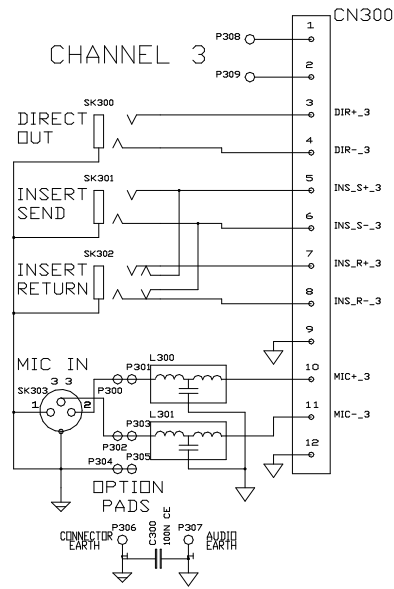 CN300
CHANNEL 3
P308
1
P309
2
SK300
DIRECT
OUT
3
DIR+_3
4
DIR-_3
SK301
INSERT
SEND
5
INS_S+_3
6
INS_S-_3
SK302
INSERT
RETURN
7
INS_R+_3
8
INS_R-_3
9
MIC IN
L300
P301
10
MIC+_3
3 3
SK303
P300
1
2
L301
P303
11
MIC-_3
P302
P304
P305
12
OPTION
PADS
P306
C300
100N CE
P307
CONNECTOR
EARTH
AUDIO
EARTH
1
1